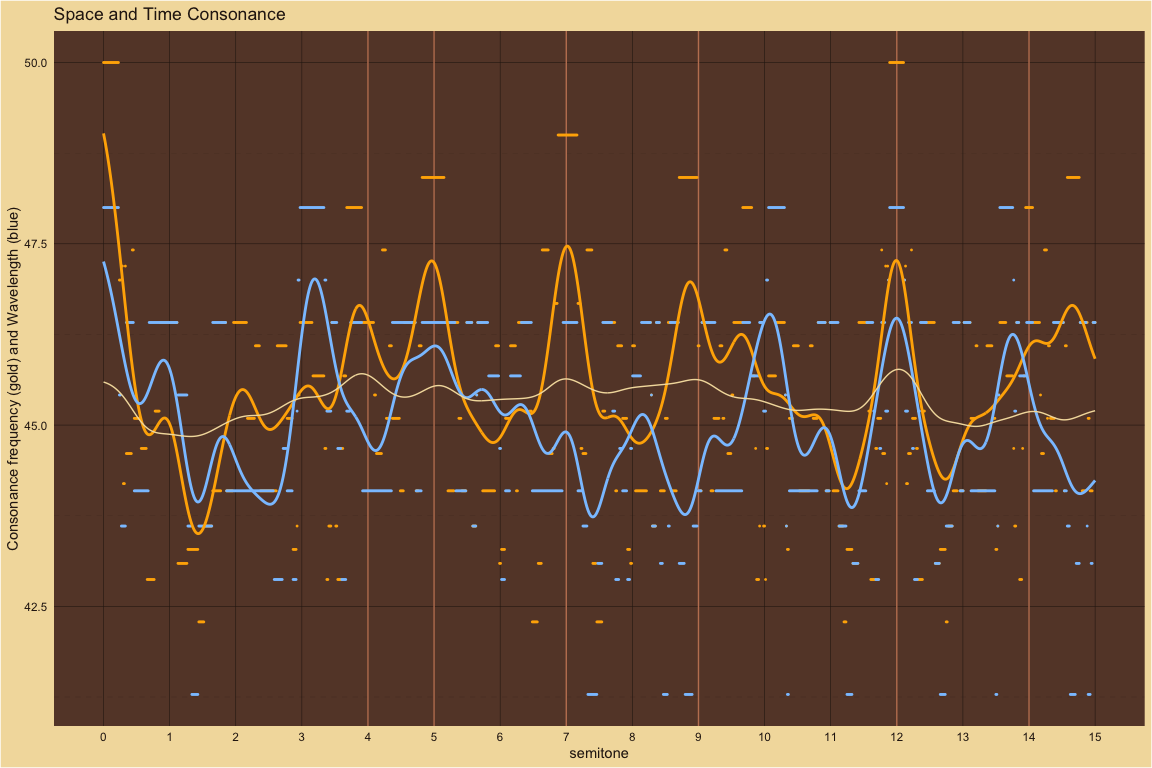 Space and Time Consonance
Consonance frequency (gold) and Wavelength (blue)
50.0
47.5
45.0
42.5
0 1 2 3 4 5 6 7 8 9 10 11 12 13 14 15
semitone